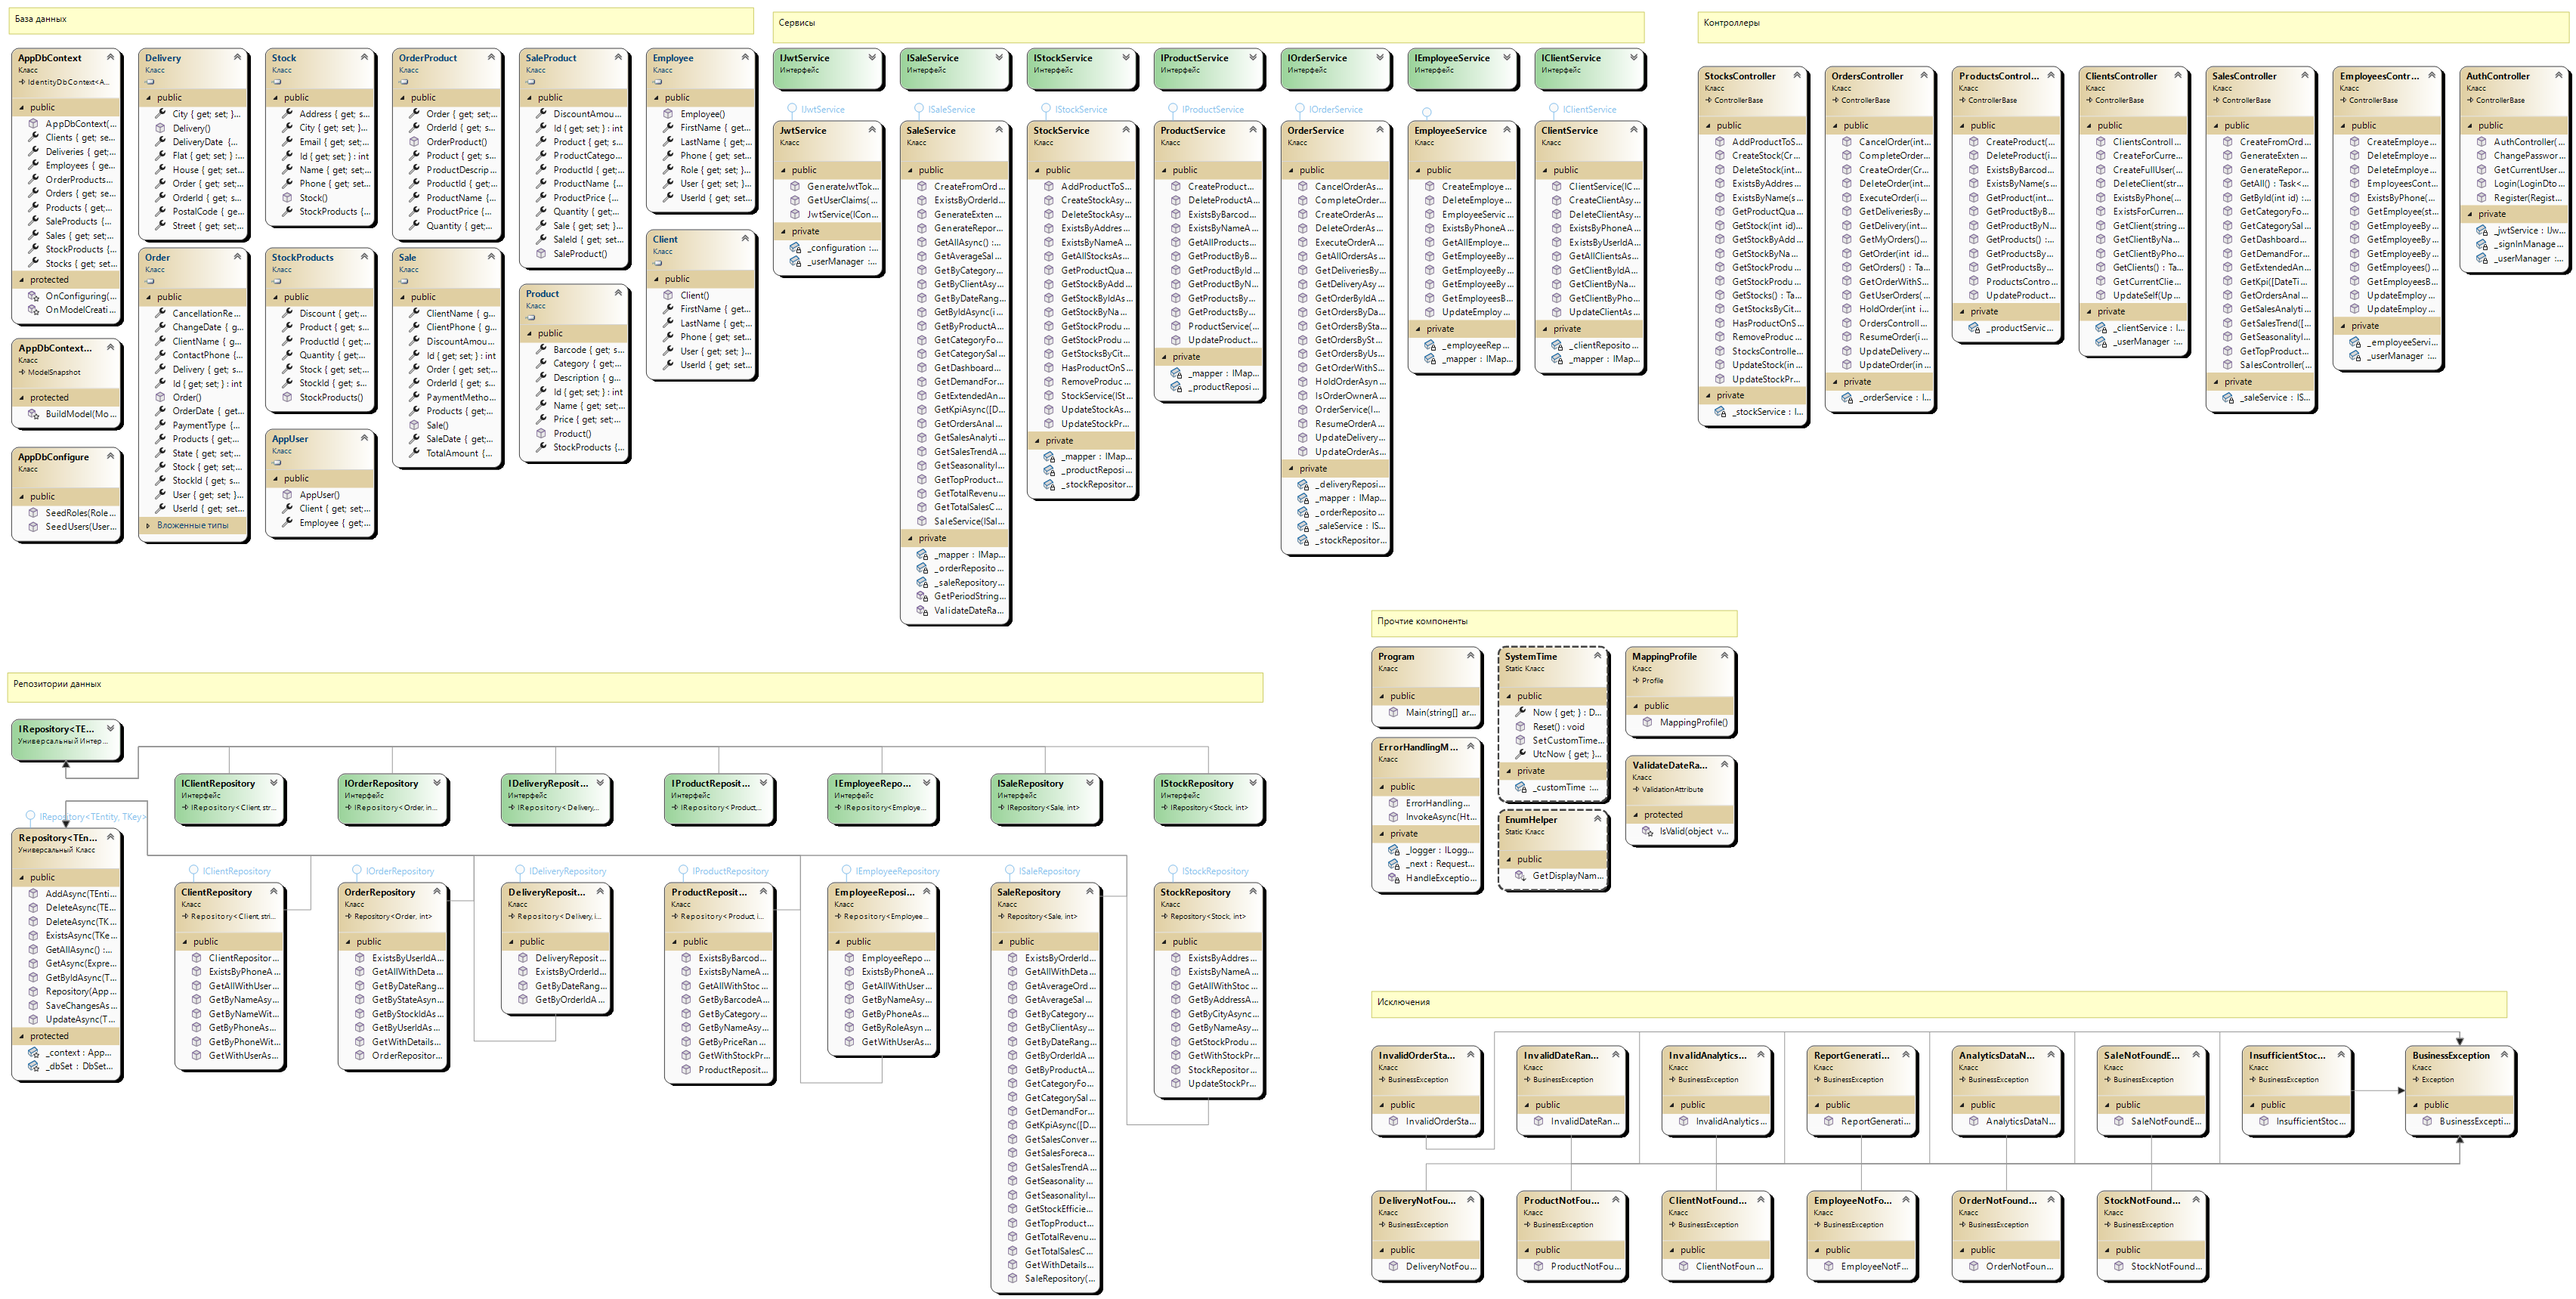 База данных
AppDbContext
Класс
IdentityDbContext<A...
public
AppDbContext(...
Clients { get; se...
Deliveries { get;...
Employees { ge...
OrderProducts...
Orders { get; se...
Products { get;...
SaleProducts {...
Sales { get; set;...
StockProducts {...
Stocks { get; set...
protected
OnConfiguring(...
OnModelCreati...
AppDbContext...
Класс
ModelSnapshot
protected
BuildModel(Mo...
AppDbConfigure
Класс
public
SeedRoles(Role...
SeedUsers(User...
Delivery
Класс
public
City { get; set; }...
Delivery()
DeliveryDate {...
Flat { get; set; } :...
House { get; set;...
Order { get; set;...
OrderId { get; s...
PostalCode { ge...
Street { get; set;...
Order
Класс
public
CancellationRe...
ChangeDate { g...
ClientName { g...
ContactPhone {...
Delivery { get; s...
Id { get; set; } : int
Order()
OrderDate { get...
PaymentType {...
Products { get;...
State { get; set;...
Stock { get; set;...
StockId { get; s...
User { get; set; }...
UserId { get; set...
Вложенные типы
Stock
Класс
public
Address { get; s...
City { get; set; }...
Email { get; set;...
Id { get; set; } : int
Name { get; set;...
Phone { get; set...
Stock()
StockProducts {...
StockProducts
Класс
public
Discount { get;...
Product { get; s...
ProductId { get;...
Quantity { get;...
Stock { get; set;...
StockId { get; s...
StockProducts()
AppUser
Класс
public
AppUser()
Client { get; set;...
Employee { get;...
OrderProduct
Класс
public
Order { get; set;...
OrderId { get; s...
OrderProduct()
Product { get; s...
ProductDescrip...
ProductId { get;...
ProductName {...
ProductPrice {...
Quantity { get;...
Sale
Класс
public
ClientName { g...
ClientPhone { g...
DiscountAmou...
Id { get; set; } : int
Order { get; set;...
OrderId { get; s...
PaymentMetho...
Products { get;...
Sale()
SaleDate { get;...
TotalAmount {...
SaleProduct
Класс
public
DiscountAmou...
Id { get; set; } : int
Product { get; s...
ProductCatego...
ProductId { get;...
ProductName {...
ProductPrice {...
Quantity { get;...
Sale { get; set; }...
SaleId { get; set...
SaleProduct()
Product
Класс
public
Barcode { get; s...
Category { get;...
Description { g...
Id { get; set; } : int
Name { get; set;...
Price { get; set;...
Product()
StockProducts {...
Employee
Класс
public
Employee()
FirstName { get...
LastName { get;...
Phone { get; set...
Role { get; set; }...
User { get; set; }...
UserId { get; set...
Client
Класс
public
Client()
FirstName { get...
LastName { get;...
Phone { get; set...
User { get; set; }...
UserId { get; set...
Сервисы
IJwtService
Интерфейс
IJwtService
JwtService
Класс
public
GenerateJwtTok...
GetUserClaims(...
JwtService(ICon...
private
_configuration :...
_userManager :...
ISaleService
Интерфейс
ISaleService
SaleService
Класс
public
CreateFromOrd...
ExistsByOrderId...
GenerateExten...
GenerateRepor...
GetAllAsync() :...
GetAverageSal...
GetByCategory...
GetByClientAsy...
GetByDateRang...
GetByIdAsync(i...
GetByProductA...
GetCategoryFo...
GetCategorySal...
GetDashboard...
GetDemandFor...
GetExtendedAn...
GetKpiAsync([D...
GetOrdersAnal...
GetSalesAnalyti...
GetSalesTrendA...
GetSeasonalityI...
GetTopProduct...
GetTotalRevenu...
GetTotalSalesC...
SaleService(ISal...
private
_mapper : IMap...
_orderReposito...
_saleRepository...
GetPeriodString...
ValidateDateRa...
IStockService
Интерфейс
IStockService
StockService
Класс
public
AddProductToS...
CreateStockAsy...
DeleteStockAsy...
ExistsByAddres...
ExistsByNameA...
GetAllStocksAs...
GetProductQua...
GetStockByAdd...
GetStockByIdAs...
GetStockByNa...
GetStockProdu...
GetStockProdu...
GetStocksByCit...
HasProductOnS...
RemoveProduc...
StockService(ISt...
UpdateStockAs...
UpdateStockPr...
private
_mapper : IMap...
_productReposi...
_stockRepositor...
IProductService
Интерфейс
IProductService
ProductService
Класс
public
CreateProduct...
DeleteProductA...
ExistsByBarcod...
ExistsByNameA...
GetAllProducts...
GetProductByB...
GetProductById...
GetProductByN...
GetProductsBy...
GetProductsBy...
ProductService(...
UpdateProduct...
private
_mapper : IMap...
_productReposi...
IOrderService
Интерфейс
IOrderService
OrderService
Класс
public
CancelOrderAs...
CompleteOrder...
CreateOrderAs...
DeleteOrderAs...
ExecuteOrderA...
GetAllOrdersAs...
GetDeliveriesBy...
GetDeliveryBy...
GetOrderByIdA...
GetOrdersByDa...
GetOrdersBySta...
GetOrdersBySt...
GetOrdersByUs...
GetOrderWithS...
HoldOrderAsyn...
IsOrderOwnerA...
OrderService(I...
ResumeOrderA...
UpdateDelivery...
UpdateOrderAs...
private
_deliveryReposi...
_mapper : IMap...
_orderReposito...
_saleService : IS...
_stockRepositor...
IEmployeeService
Интерфейс
EmployeeService
Класс
public
CreateEmploye...
DeleteEmploye...
EmployeeServic...
ExistsByPhoneA...
GetAllEmploye...
GetEmployeeBy...
GetEmployeeBy...
GetEmployeeBy...
GetEmployeesB...
UpdateEmploy...
private
_employeeRep...
_mapper : IMap...
IClientService
Интерфейс
IClientService
ClientService
Класс
public
ClientService(IC...
CreateClientAsy...
DeleteClientAsy...
ExistsByPhoneA...
ExistsByUserIdA...
GetAllClientsAs...
GetClientByIdA...
GetClientByNa...
GetClientByPho...
UpdateClientAs...
private
_clientReposito...
_mapper : IMap...
Контроллеры
StocksController
Класс
ControllerBase
public
AddProductToS...
CreateStock(Cr...
DeleteStock(int...
ExistsByAddres...
ExistsByName(s...
GetProductQua...
GetStock(int id)...
GetStockByAdd...
GetStockByNa...
GetStockProdu...
GetStockProdu...
GetStocks() : Ta...
GetStocksByCit...
HasProductOnS...
RemoveProduc...
StocksControlle...
UpdateStock(in...
UpdateStockPr...
private
_stockService : I...
OrdersController
Класс
ControllerBase
public
CancelOrder(int...
CompleteOrder...
CreateOrder(Cr...
DeleteOrder(int...
ExecuteOrder(i...
GetDeliveriesBy...
GetDelivery(int...
GetMyOrders()...
GetOrder(int id...
GetOrders() : Ta...
GetOrderWithS...
GetUserOrders(...
HoldOrder(int i...
OrdersControll...
ResumeOrder(i...
UpdateDelivery...
UpdateOrder(in...
private
_orderService : I...
ProductsControl...
Класс
ControllerBase
public
CreateProduct(...
DeleteProduct(i...
ExistsByName(s...
GetProduct(int...
GetProductByB...
GetProductByN...
GetProducts() :...
GetProductsBy...
GetProductsBy...
ProductsContro...
UpdateProduct...
private
_productServic...
ClientsController
Класс
ControllerBase
public
ClientsControll...
CreateForCurre...
CreateFullUser(...
DeleteClient(str...
ExistsByPhone(...
ExistsForCurren...
GetClient(string...
GetClientByNa...
GetClientByPho...
GetClients() : Ta...
GetCurrentClie...
UpdateSelf(Up...
private
_clientService : I...
_userManager :...
SalesController
Класс
ControllerBase
public
CreateFromOrd...
GenerateExten...
GenerateRepor...
GetAll() : Task<...
GetById(int id) :...
GetCategoryFo...
GetCategorySal...
GetDashboard...
GetDemandFor...
GetExtendedAn...
GetKpi([DateTi...
GetOrdersAnal...
GetSalesAnalyti...
GetSalesTrend([...
GetSeasonalityI...
GetTopProduct...
SalesController(...
private
_saleService : IS...
EmployeesContr...
Класс
ControllerBase
public
CreateEmploye...
DeleteEmploye...
DeleteEmploye...
EmployeesCont...
ExistsByPhone(...
GetEmployee(st...
GetEmployeeBy...
GetEmployeeBy...
GetEmployeeBy...
GetEmployees()...
GetEmployeesB...
UpdateEmploy...
UpdateEmploy...
private
_employeeServi...
_userManager :...
AuthController
Класс
ControllerBase
public
AuthController(...
ChangePasswor...
GetCurrentUser...
Login(LoginDto...
Register(Regist...
private
_jwtService : IJw...
_signInManage...
_userManager :...
Репозитории данных
IRepository<TE...
Универсальный Интер...
IClientRepository
Интерфейс
IRepository<Client, str...
IOrderRepository
Интерфейс
IRepository<Order, in...
IDeliveryReposit...
Интерфейс
IRepository<Delivery,...
IProductReposit...
Интерфейс
IRepository<Product,...
IEmployeeRepo...
Интерфейс
IRepository<Employe...
ISaleRepository
Интерфейс
IRepository<Sale, int>
IStockRepository
Интерфейс
IRepository<Stock, int>
IRepository<TEntity, TKey>
Repository<TEn...
Универсальный Класс
public
AddAsync(TEnti...
DeleteAsync(TE...
DeleteAsync(TK...
ExistsAsync(TKe...
GetAllAsync() :...
GetAsync(Expre...
GetByIdAsync(T...
Repository(App...
SaveChangesAs...
UpdateAsync(T...
protected
_context : App...
_dbSet : DbSet...
IClientRepository
ClientRepository
Класс
Repository<Client, stri...
public
ClientRepositor...
ExistsByPhoneA...
GetAllWithUser...
GetByNameAsy...
GetByNameWit...
GetByPhoneAs...
GetByPhoneWit...
GetWithUserAs...
IOrderRepository
OrderRepository
Класс
Repository<Order, int>
public
ExistsByUserIdA...
GetAllWithDeta...
GetByDateRang...
GetByStateAsyn...
GetByStockIdAs...
GetByUserIdAs...
GetWithDetails...
OrderRepositor...
IDeliveryRepository
DeliveryReposit...
Класс
Repository<Delivery, i...
public
DeliveryReposit...
ExistsByOrderId...
GetByDateRang...
GetByOrderIdA...
IProductRepository
ProductReposit...
Класс
Repository<Product, i...
public
ExistsByBarcod...
ExistsByNameA...
GetAllWithStoc...
GetByBarcodeA...
GetByCategory...
GetByNameAsy...
GetByPriceRan...
GetWithStockPr...
ProductReposit...
IEmployeeRepository
EmployeeReposi...
Класс
Repository<Employee...
public
EmployeeRepo...
ExistsByPhoneA...
GetAllWithUser...
GetByNameAsy...
GetByPhoneAs...
GetByRoleAsyn...
GetWithUserAs...
ISaleRepository
SaleRepository
Класс
Repository<Sale, int>
public
ExistsByOrderId...
GetAllWithDeta...
GetAverageOrd...
GetAverageSal...
GetByCategory...
GetByClientAsy...
GetByDateRang...
GetByOrderIdA...
GetByProductA...
GetCategoryFo...
GetCategorySal...
GetDemandFor...
GetKpiAsync([D...
GetSalesConver...
GetSalesForeca...
GetSalesTrendA...
GetSeasonality...
GetSeasonalityI...
GetStockEfficie...
GetTopProduct...
GetTotalRevenu...
GetTotalSalesC...
GetWithDetails...
SaleRepository(...
IStockRepository
StockRepository
Класс
Repository<Stock, int>
public
ExistsByAddres...
ExistsByNameA...
GetAllWithStoc...
GetByAddressA...
GetByCityAsync...
GetByNameAsy...
GetStockProdu...
GetWithStockPr...
StockRepositor...
UpdateStockPr...
Прочтие компоненты
Program
Класс
public
Main(string[] ar...
ErrorHandlingM...
Класс
public
ErrorHandling...
InvokeAsync(Ht...
private
_logger : ILogg...
_next : Request...
HandleExceptio...
SystemTime
Static Класс
public
Now { get; } : D...
Reset() : void
SetCustomTime...
UtcNow { get; }...
private
_customTime :...
EnumHelper
Static Класс
public
GetDisplayNam...
MappingProfile
Класс
Profile
public
MappingProfile()
ValidateDateRa...
Класс
ValidationAttribute
protected
IsValid(object v...
Исключения
InvalidOrderSta...
Класс
BusinessException
public
InvalidOrderSta...
InvalidDateRan...
Класс
BusinessException
public
InvalidDateRan...
InvalidAnalytics...
Класс
BusinessException
public
InvalidAnalytics...
ReportGenerati...
Класс
BusinessException
public
ReportGenerati...
AnalyticsDataN...
Класс
BusinessException
public
AnalyticsDataN...
SaleNotFoundE...
Класс
BusinessException
public
SaleNotFoundE...
InsufficientStoc...
Класс
BusinessException
public
InsufficientStoc...
BusinessException
Класс
Exception
public
BusinessExcepti...
DeliveryNotFou...
Класс
BusinessException
public
DeliveryNotFou...
ProductNotFou...
Класс
BusinessException
public
ProductNotFou...
ClientNotFound...
Класс
BusinessException
public
ClientNotFoun...
EmployeeNotFo...
Класс
BusinessException
public
EmployeeNotF...
OrderNotFound...
Класс
BusinessException
public
OrderNotFoun...
StockNotFound...
Класс
BusinessException
public
StockNotFound...